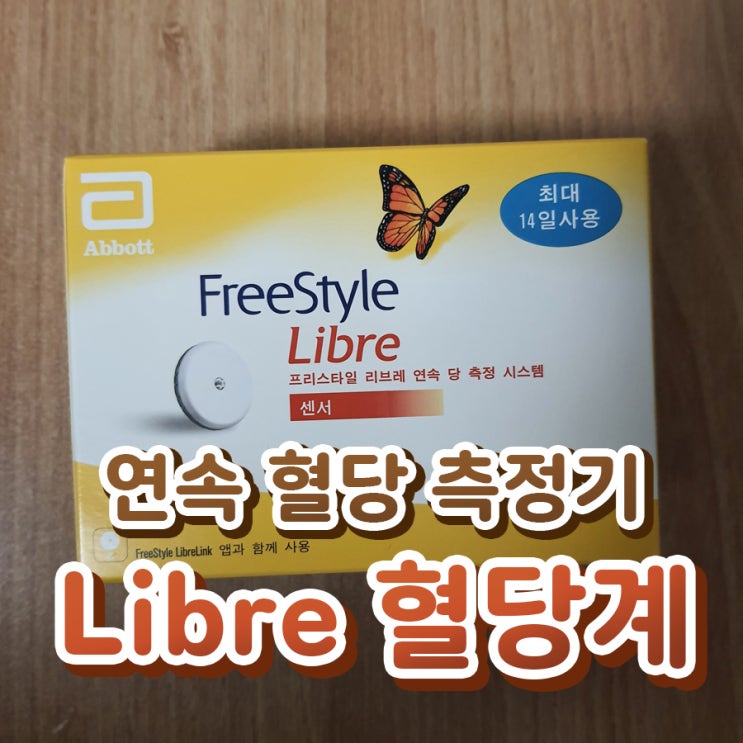 Abbott
최대
14일사용
FreeStyle
Libre
프리스타일 리브레 연속 당 측정 시스템
센서
연속 혈당 측정기
FreeStyle LibreLink 앱과 함께 사용
Libre 혈당계